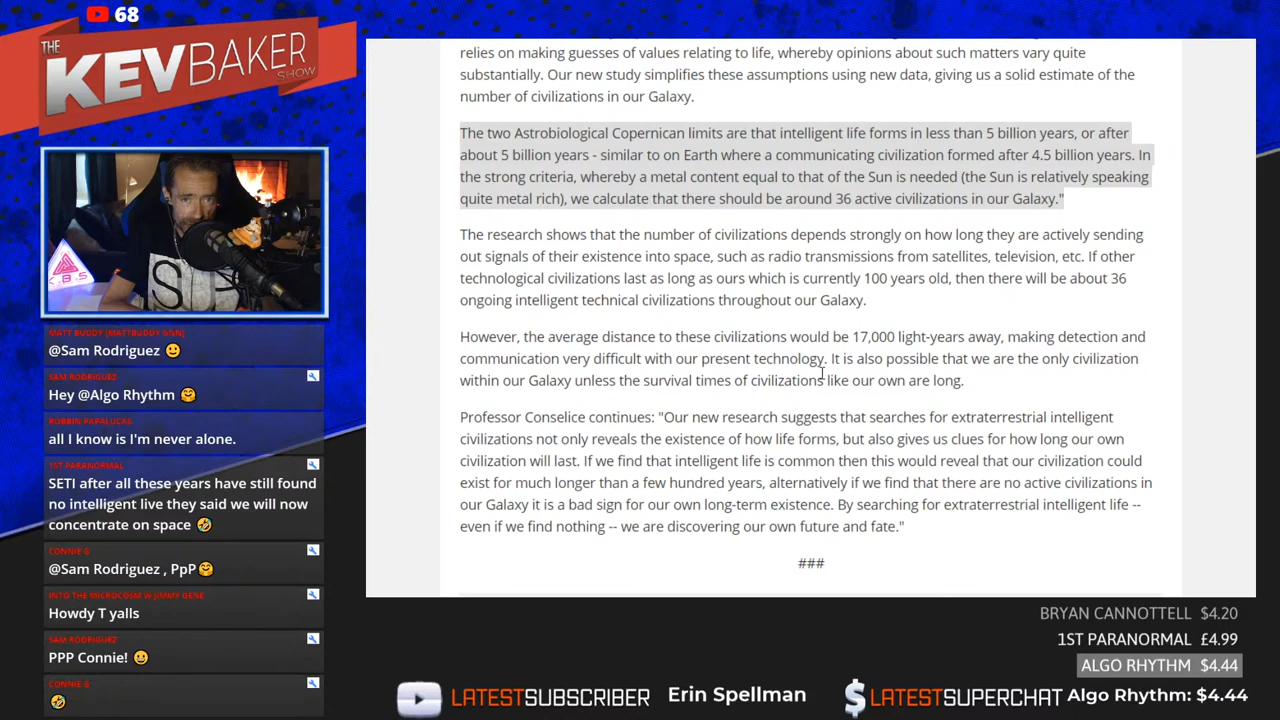 68
THE
KEVBAKER
SHOW
relies on making guesses of values relating to life, whereby opinions about such matters vary quite
substantially. Our new study simplifies these assumptions using new data, giving us a solid estimate of the
number of civilizations in our Galaxy.
The two Astrobiological Copernican limits are that intelligent life forms in less than 5 billion years, or after
about 5 billion years - similar to on Earth where a communicating civilization formed after 4.5 billion years. In
the strong criteria, whereby a metal content equal to that of the Sun is needed (the Sun is relatively speaking
quite metal rich), we calculate that there should be around 36 active civilizations in our Galaxy."
The research shows that the number of civilizations depends strongly on how long they are actively sending
out signals of their existence into space, such as radio transmissions from satellites, television, etc. If other
technological civilizations last as long as ours which is currently 100 years old, then there will be about 36
ongoing intelligent technical civilizations throughout our Galaxy.
However, the average distance to these civilizations would be 17,000 light-years away, making detection and
communication very difficult with our present technology. It is also possible that we are the only civilization
within our Galaxy unless the survival times of civilizations like our own are long.
Professor Conselice continues: "Our new research suggests that searches for extraterrestrial intelligent
civilizations not only reveals the existence of how life forms, but also gives us clues for how long our own
civilization will last. If we find that intelligent life is common then this would reveal that our civilization could
exist for much longer than a few hundred years, alternatively if we find that there are no active civilizations in
our Galaxy it is a bad sign for our own long-term existence. By searching for extraterrestrial intelligent life --
even if we find nothing -- we are discovering our own future and fate."
###
MATT BUDDY (MATTBUDDY GNN)
@Sam Rodriguez 🙂
SAM RODRIGUEZ
Hey @Algo Rhythm 🤗
ROBBIN PAPALUCAS
all I know is I'm never alone.
1ST PARANORMAL
SETI after all these years have still found
no intelligent live they said we will now
concentrate on space 🤣
CONNIE G
@Sam Rodriguez , PpP🤗
INTO THE MICROCOSM W JIMMY GENE
Howdy T yalls
SAM RODRIGUEZ
PPP Connie! 😀
CONNIE G
🤣
BRYAN CANNOTTELL $4.20
1ST PARANORMAL £4.99
ALGO RHYTHM $4.44
LATESTSUBSCRIBER Erin Spellman
$ LATESTSUPERCHAT Algo Rhythm: $4.44